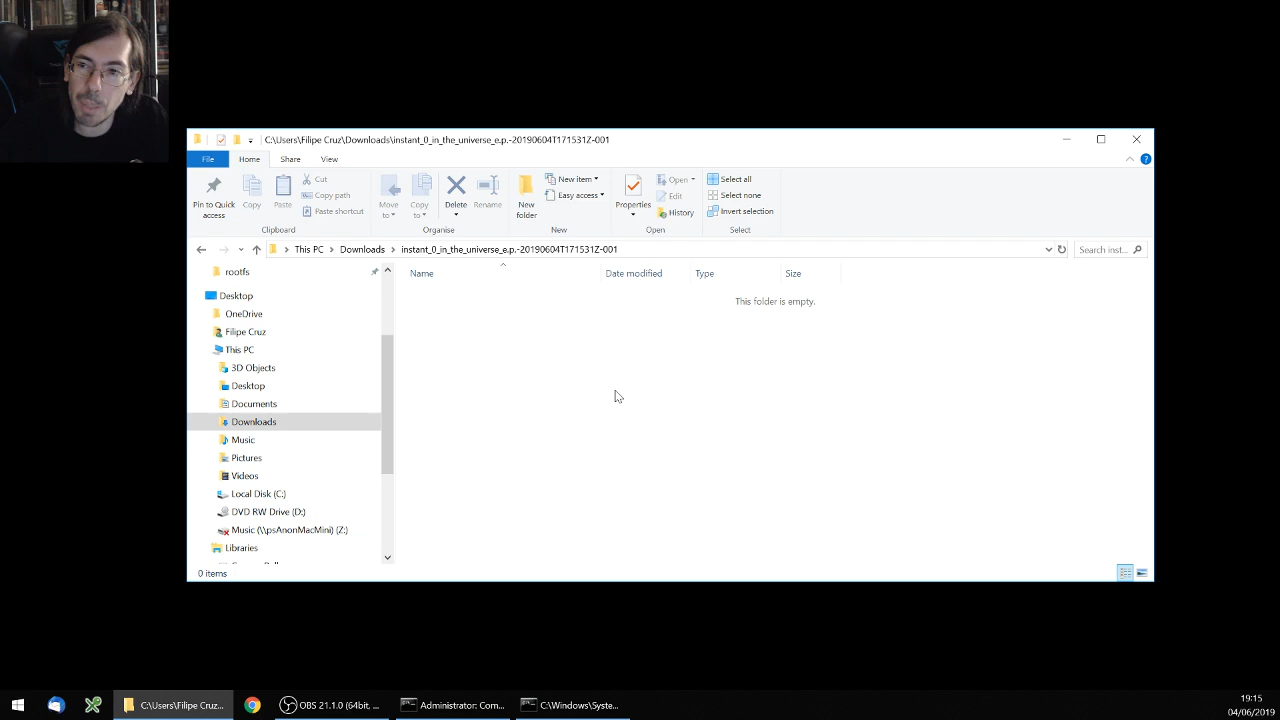 C:\Users\Filipe Cruz\Downloads\instant_0_in_the_universe_e.p.-20190604T171531Z-001
File Home Share View
Pin to Quick access
Copy
Paste
Cut
Copy path
Paste shortcut
Clipboard
Move to
Copy to
Delete
Rename
Organise
New folder
New item
Easy access
New
Properties
Open
Edit
History
Open
Select all
Select none
Invert selection
Select
This PC Downloads instant_0_in_the_universe_e.p.-20190604T171531Z-001
Search inst...
Name Date modified Type Size
This folder is empty.
rootfs
Desktop
OneDrive
Filipe Cruz
This PC
3D Objects
Desktop
Documents
Downloads
Music
Pictures
Videos
Local Disk (C:)
DVD RW Drive (D:)
Music (\\psAnonMacMini) (Z:)
Libraries
0 items
C:\Users\Filipe Cruz...
OBS 21.1.0 (64bit, ...
Administrator: Com...
C:\Windows\Syste...
19:15
04/06/2019